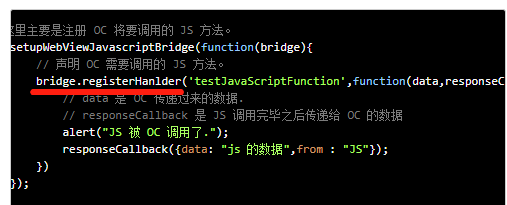 这里主要是注册 OC 将要调用的 JS 方法。
setupWebViewJavascriptBridge(function(bridge){
// 声明 OC 需要调用的 JS 方法。
bridge.registerHanlder('testJavaScriptFunction',function(data,responseC
// data 是 OC 传递过来的数据.
// responseCallback 是 JS 调用完毕之后传递给 OC 的数据
alert("JS 被 OC 调用了.");
responseCallback({data: "js 的数据",from : "JS"});
})
});